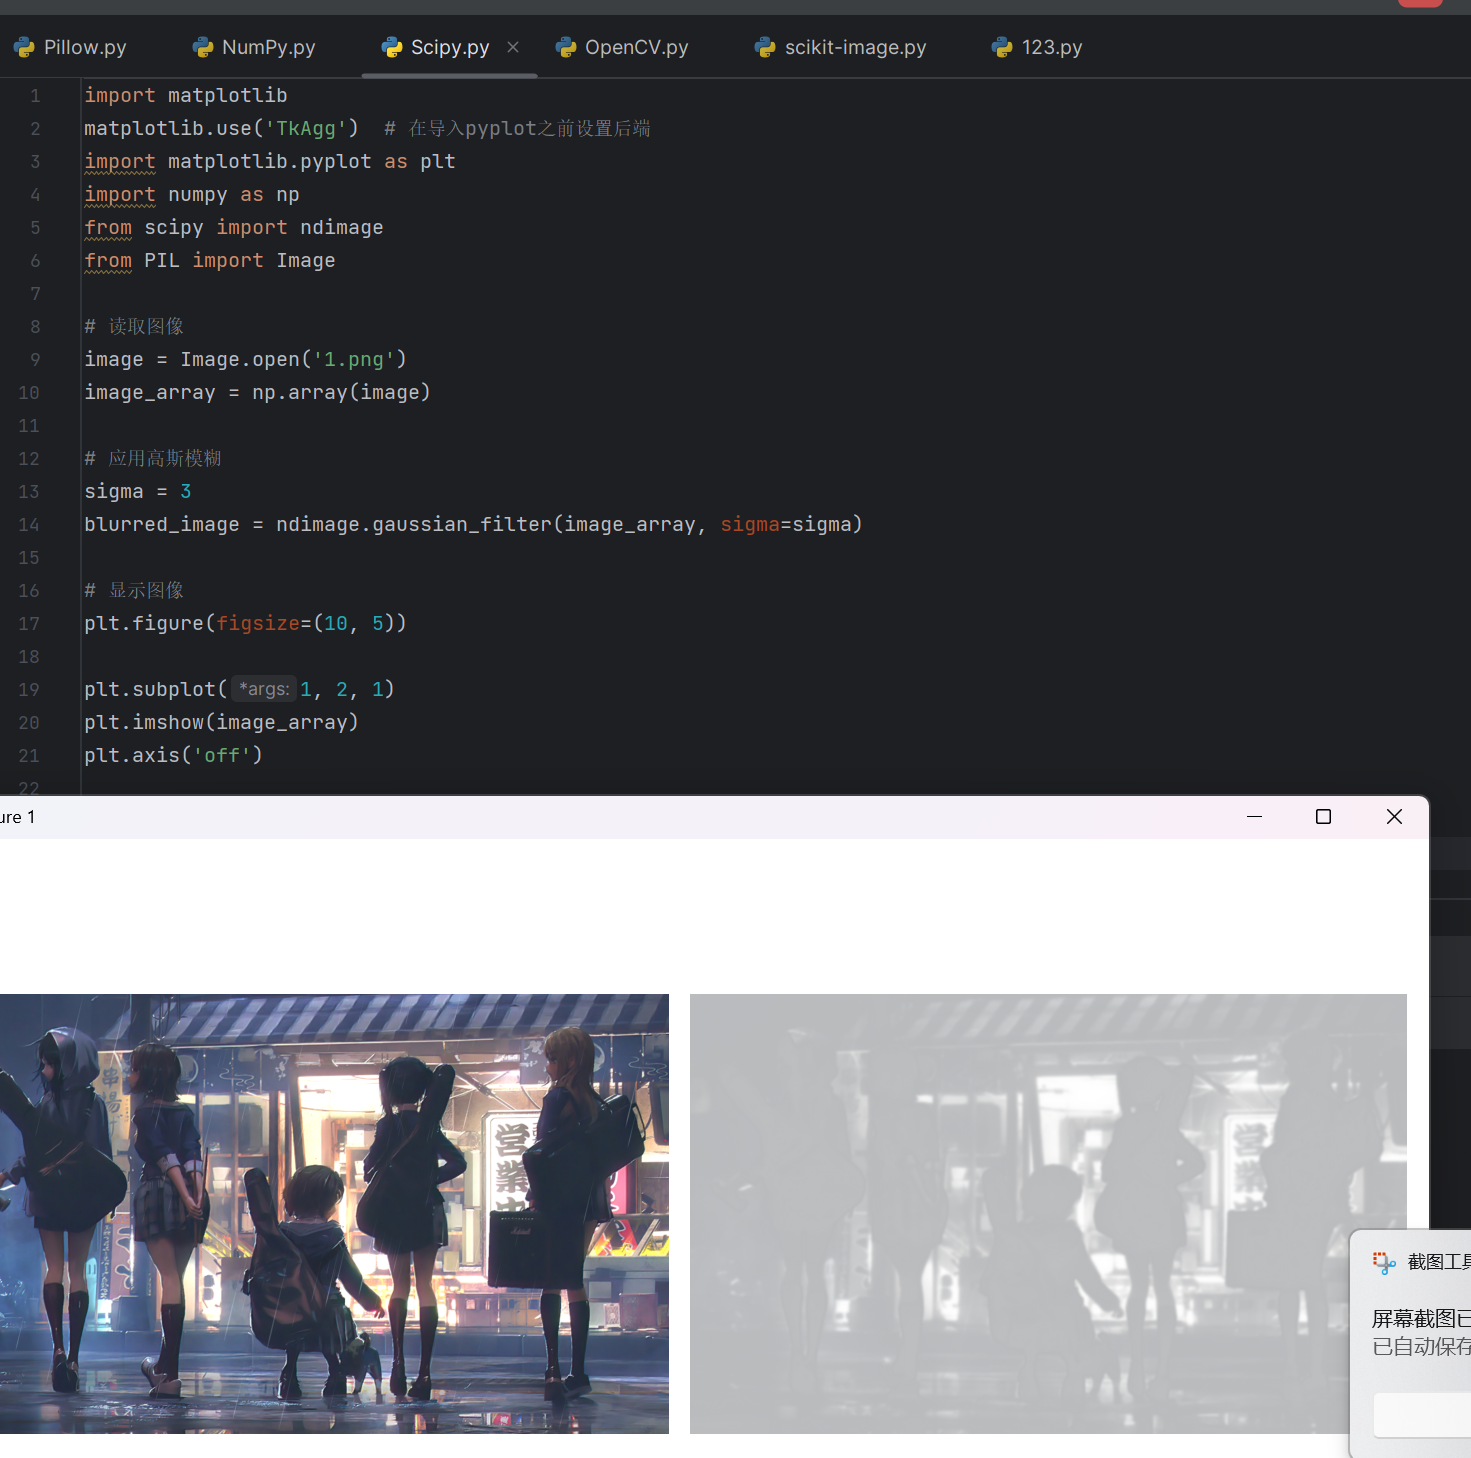 Pillow.py NumPy.py Scipy.py OpenCV.py scikit-image.py 123.py
1 import matplotlib
2 matplotlib.use('TkAgg')  # 在导入pyplot之前设置后端
3 import matplotlib.pyplot as plt
4 import numpy as np
5 from scipy import ndimage
6 from PIL import Image
7
8 # 读取图像
9 image = Image.open('1.png')
10 image_array = np.array(image)
11
12 # 应用高斯模糊
13 sigma = 3
14 blurred_image = ndimage.gaussian_filter(image_array, sigma=sigma)
15
16 # 显示图像
17 plt.figure(figsize=(10, 5))
18
19 plt.subplot( *args: 1, 2, 1)
20 plt.imshow(image_array)
21 plt.axis('off')
22
ure 1
串
営
業
営
截图工具
屏幕截图已
已自动保存